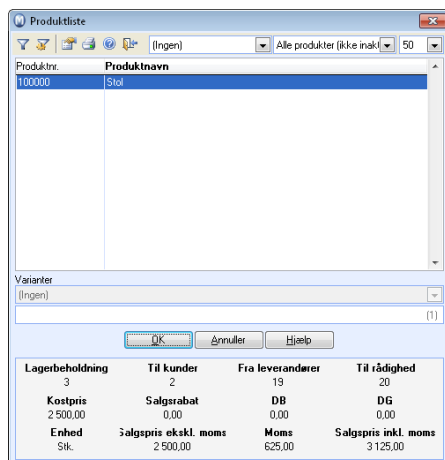 Produktliste
(Ingen) Alle produkter (ikke inakt 50
Produktnr. Produktnavn
100000 Stol
Varianter
(Ingen)
(1)
OK Annuller Hjælp
Lagerbeholdning Til kunder Fra leverandører Til rådighed
3 2 19 20
Kostpris Salgsrabat DB DG
2 500,00 0,00 0,00 0,00
Enhed Salgspris ekskl. moms Moms Salgspris inkl. moms
Stk. 2 500,00 625,00 3 125,00